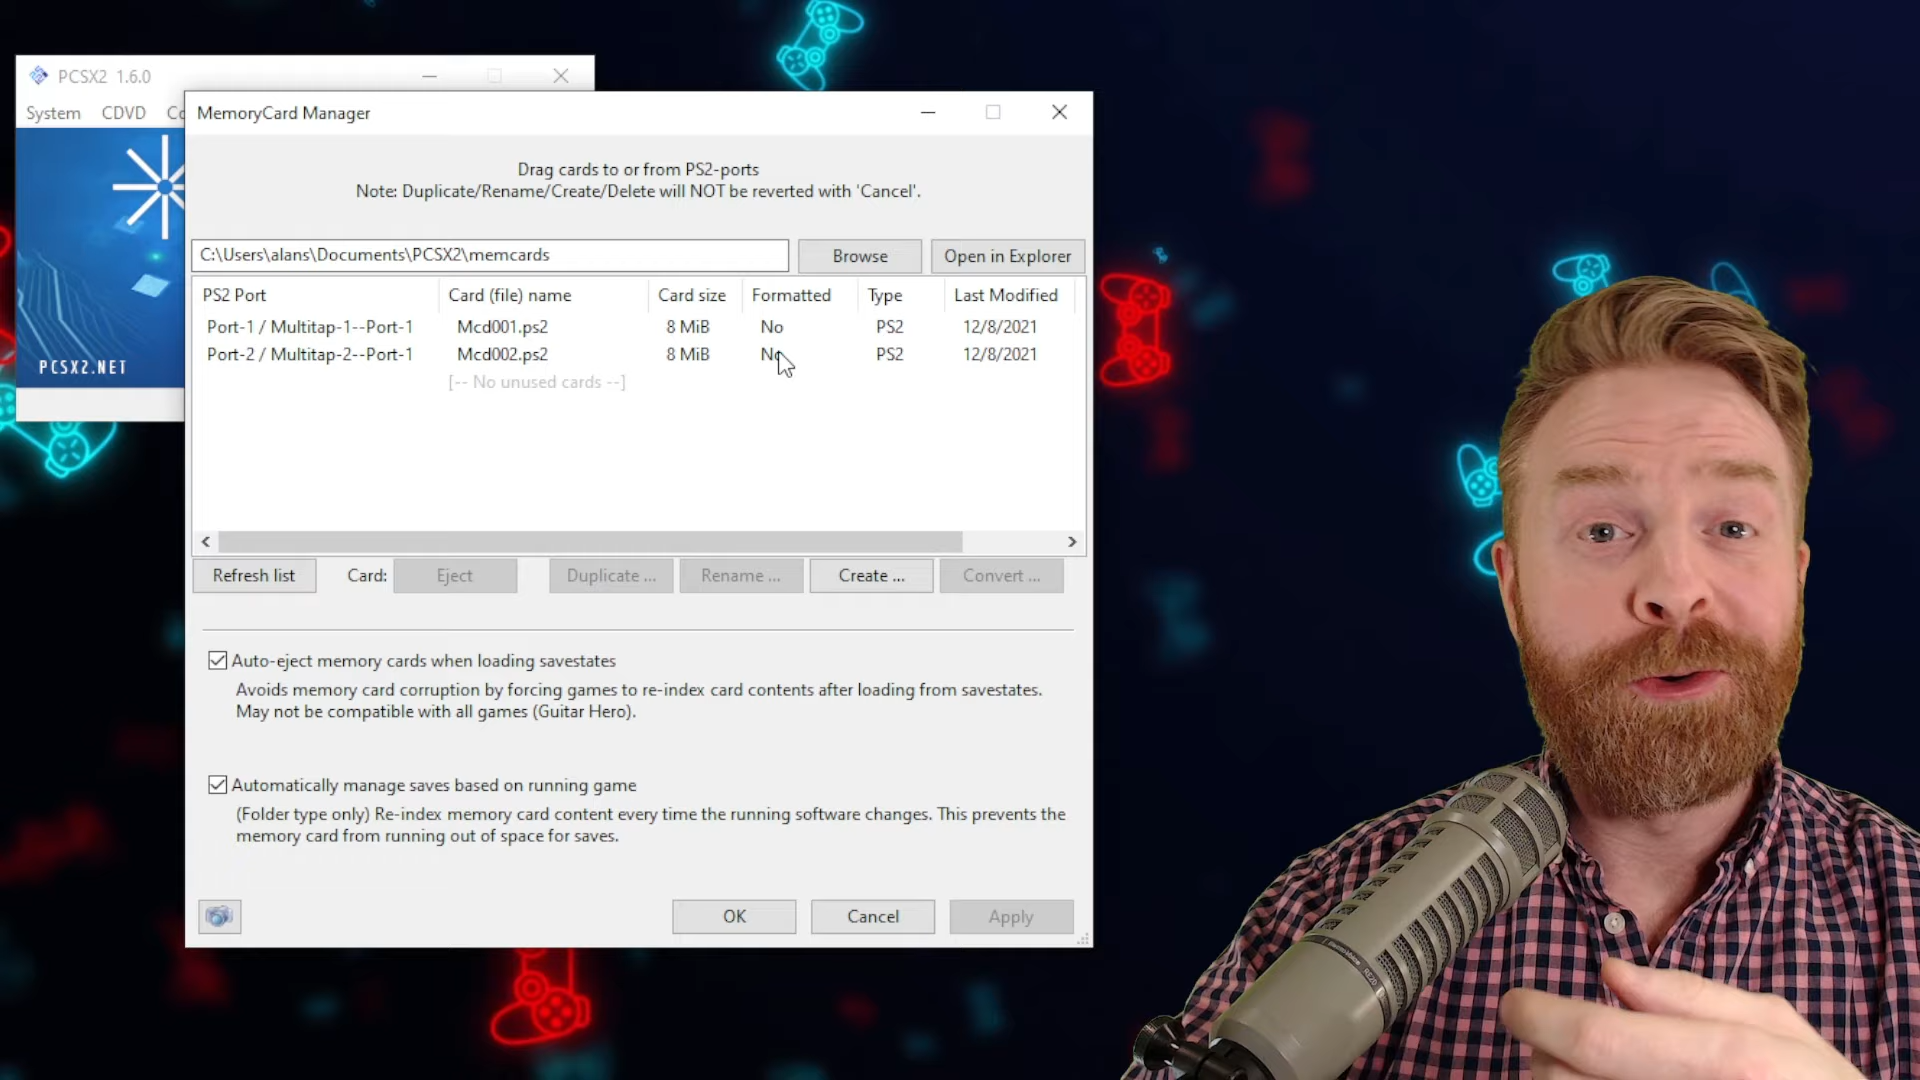 PCSX2 1.6.0
System CDVD Co
PCSX2.NET
MemoryCard Manager
Drag cards to or from PS2-ports
Note: Duplicate/Rename/Create/Delete will NOT be reverted with 'Cancel'.
C:\Users\alans\Documents\PCSX2\memcards
Browse
Open in Explorer
PS2 Port Card (file) name Card size Formatted Type Last Modified
Port-1 / Multitap-1--Port-1 Mcd001.ps2 8 MiB No PS2 12/8/2021
Port-2 / Multitap-2--Port-1 Mcd002.ps2 8 MiB No PS2 12/8/2021
[-- No unused cards --]
Refresh list Card: Eject Duplicate ... Rename ... Create ... Convert ...
Auto-eject memory cards when loading savestates
Avoids memory card corruption by forcing games to re-index card contents after loading from savestates.
May not be compatible with all games (Guitar Hero).
Automatically manage saves based on running game
(Folder type only) Re-index memory card content every time the running software changes. This prevents the
memory card from running out of space for saves.
OK Cancel Apply